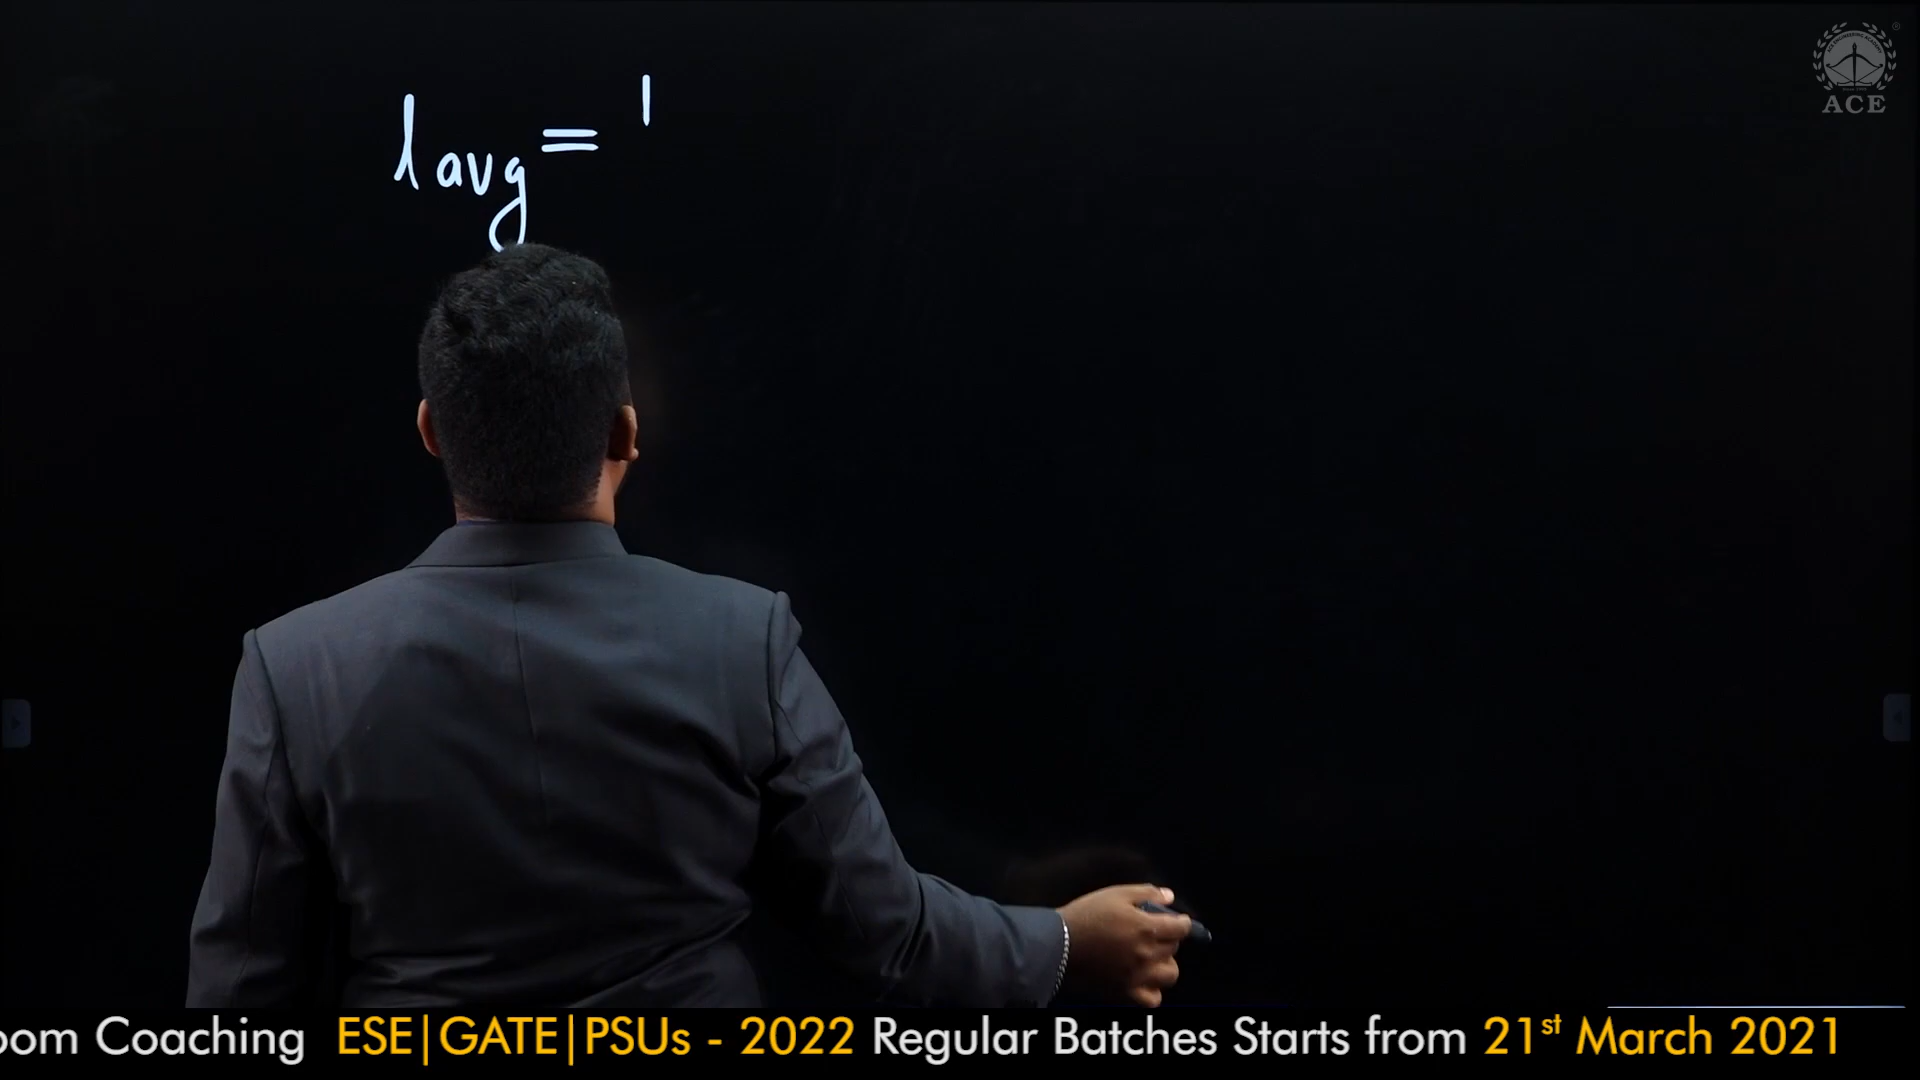 l avg = 1
ACE
oom Coaching ESE|GATE|PSUs - 2022 Regular Batches Starts from 21st March 2021